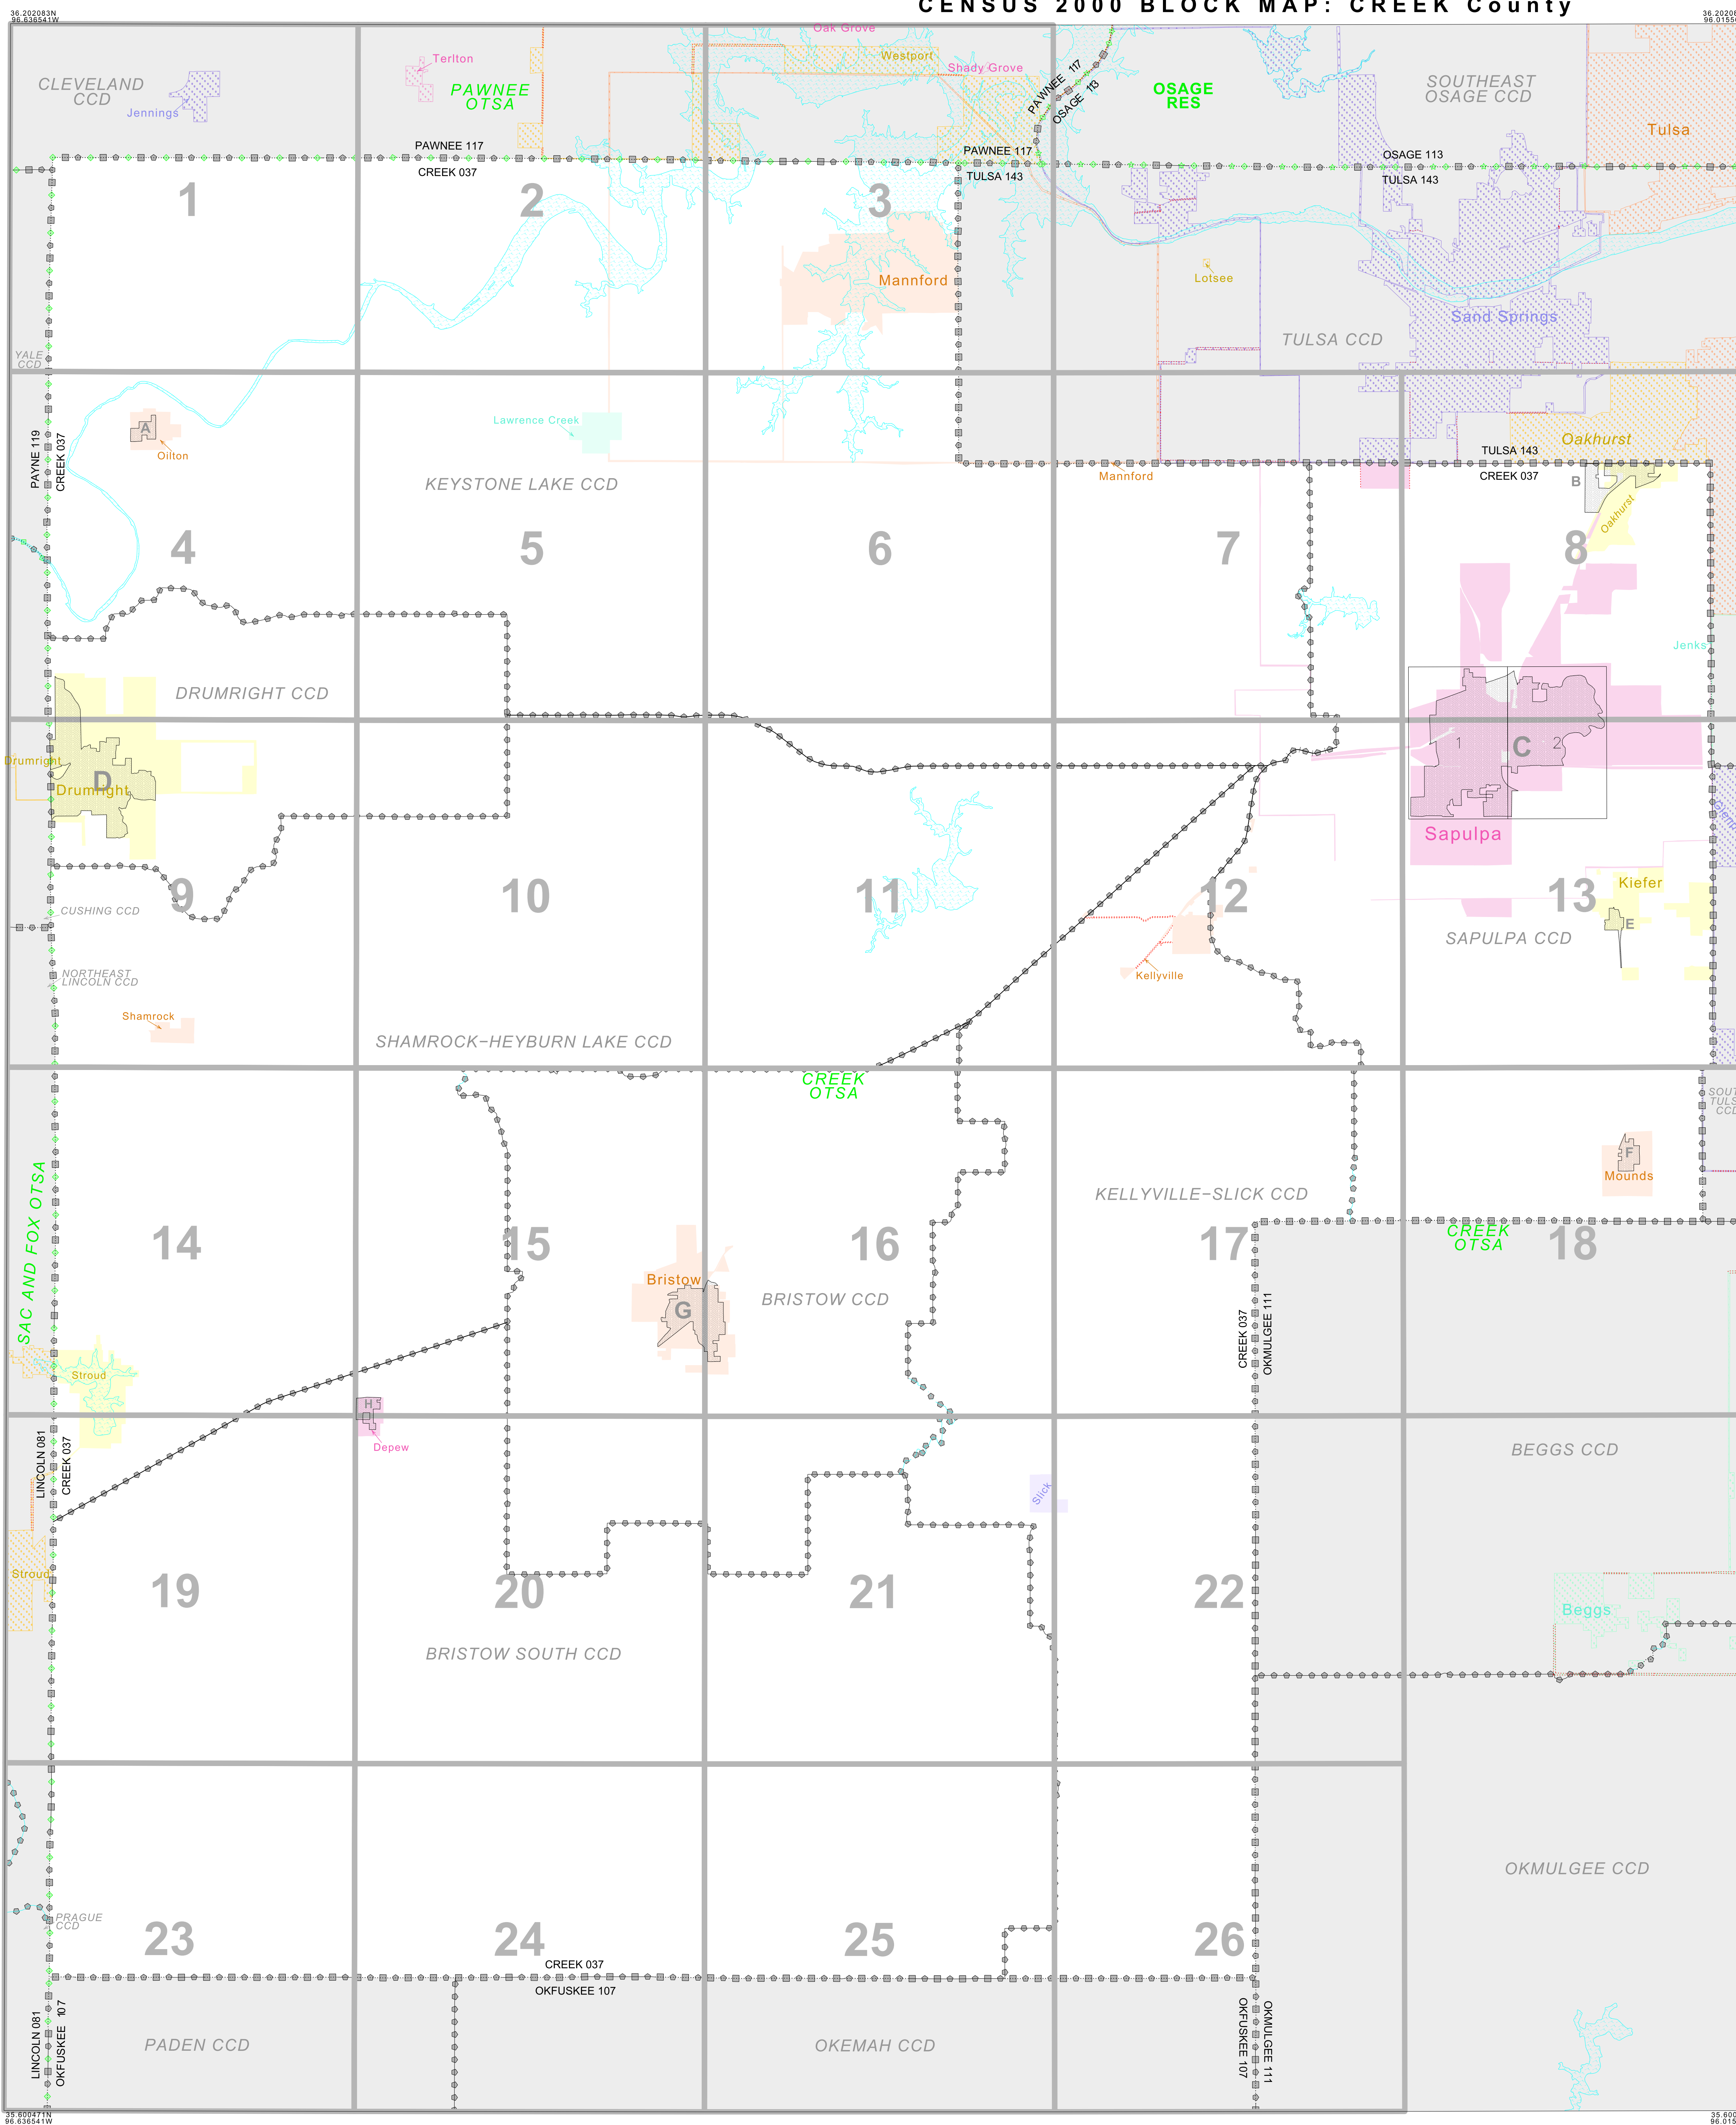 CENSUS 2000 BLOCK MAP: CREEK County
36.202083N
96.636541W
Oak Grove
Terlton
Westport
Shady Grove
CLEVELAND
CCD
Jennings
PAWNEE
OTSA
PAWNEE 117
OSAGE 113
OSAGE
RES
SOUTHEAST
OSAGE CCD
Tulsa
PAWNEE 117
CREEK 037
PAWNEE 117
TULSA 143
OSAGE 113
TULSA 143
1
2
3
Mannford
Lotsee
Sand Springs
TULSA CCD
YALE
CCD
A
Oilton
Lawrence Creek
PAYNE 119
CREEK 037
KEYSTONE LAKE CCD
Mannford
Oakhurst
TULSA 143
CREEK 037
B
Oakhurst
4
5
6
7
8
Jenks
DRUMRIGHT CCD
Drumright
D
Drumright
1
C
2
Sapulpa
9
10
11
12
13
Kiefer
E
CUSHING CCD
SAPULPA CCD
NORTHEAST
LINCOLN CCD
Kellyville
Shamrock
SHAMROCK-HEYBURN LAKE CCD
CREEK
OTSA
SAC AND FOX OTSA
F
Mounds
KELLYVILLE-SLICK CCD
14
15
16
17
18
CREEK
OTSA
Bristow
G
BRISTOW CCD
CREEK 037
OKMULGEE 111
Stroud
H
Depew
LINCOLN 081
CREEK 037
BEGGS CCD
Slick
Stroud
19
20
21
22
Beggs
BRISTOW SOUTH CCD
OKMULGEE CCD
PRAGUE
CCD
23
24
25
26
CREEK 037
OKFUSKEE 107
LINCOLN 081
OKFUSKEE 107
PADEN CCD
OKEMAH CCD
OKFUSKEE 107
OKMULGEE 111
35.600471N
96.636541W